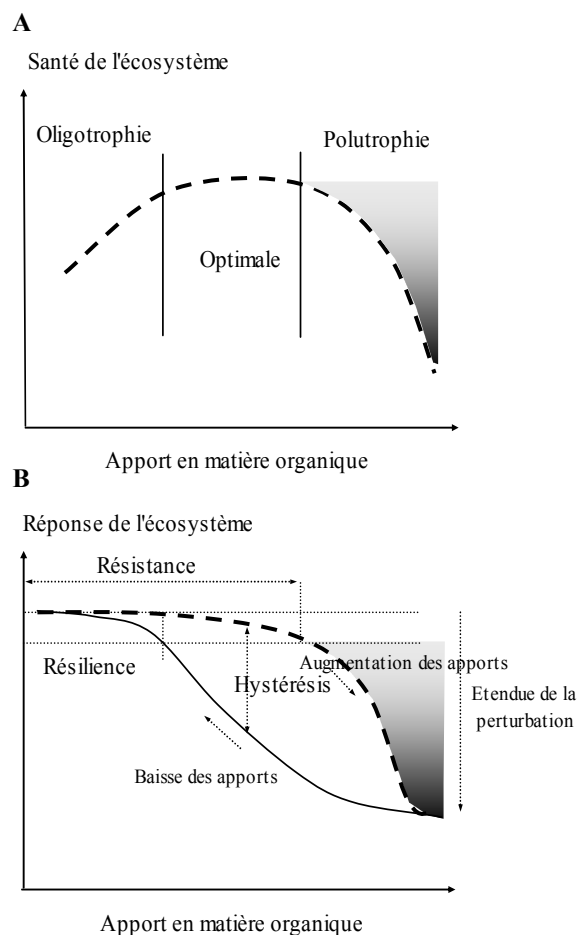 A
Santé de l'écosystème
Oligotrophie
Polutrophie
Optimale
Apport en matière organique
B
Réponse de l'écosystème
Résistance
Résilience
Augmentation des apports
Hystérésis
Etendue de la
perturbation
Baisse des apports
Apport en matière organique